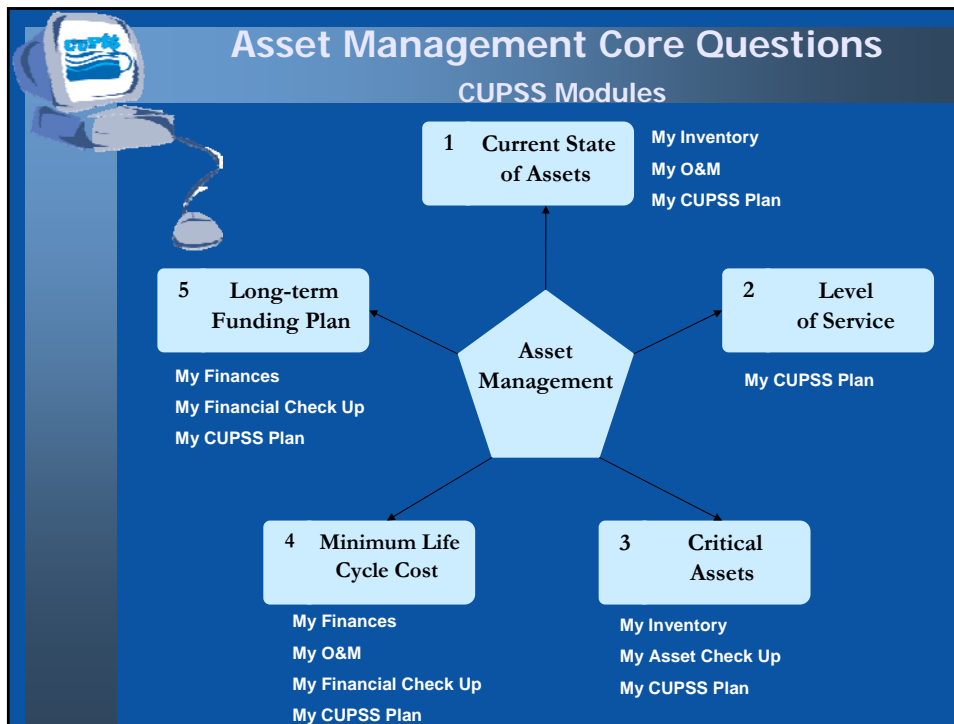 Asset Management Core Questions
CUPSS Modules
1 Current State
of Assets
My Inventory
My O&M
My CUPSS Plan
2 Level
of Service
My CUPSS Plan
3 Critical
Assets
My Inventory
My Asset Check Up
My CUPSS Plan
4 Minimum Life
Cycle Cost
My Finances
My O&M
My Financial Check Up
My CUPSS Plan
5 Long-term
Funding Plan
My Finances
My Financial Check Up
My CUPSS Plan
Asset
Management